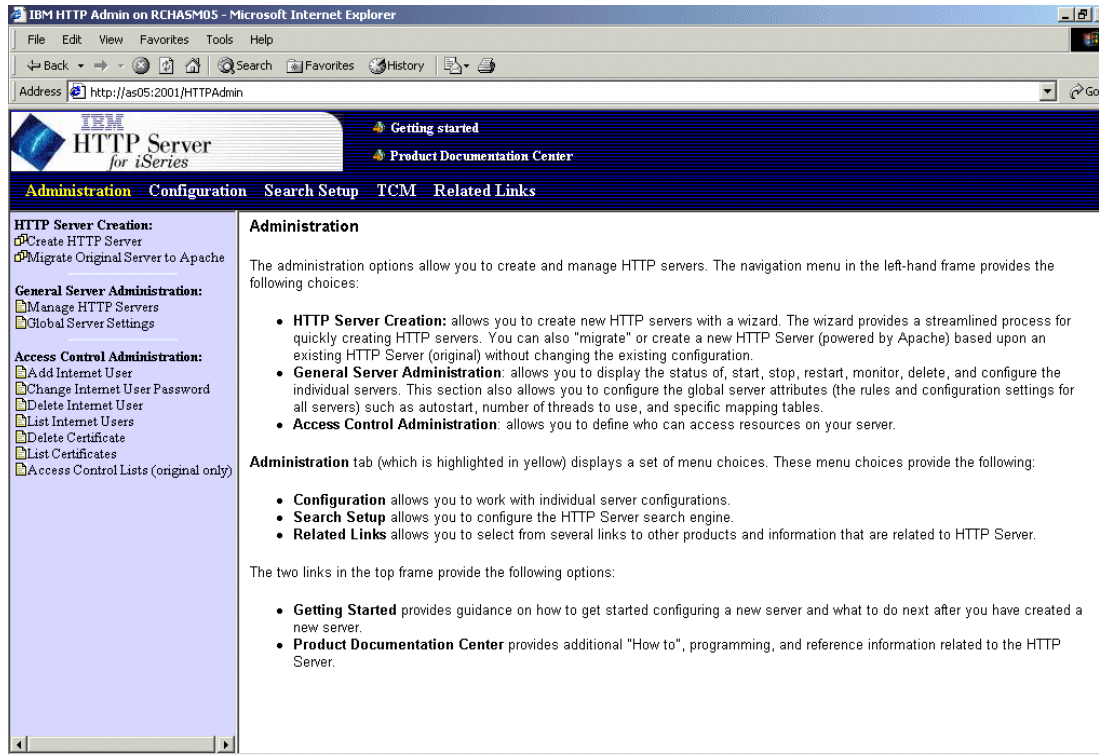 IBM HTTP Admin on RCHASM05 - Microsoft Internet Explorer
File Edit View Favorites Tools Help
Back Search Favorites History
Address http://as05:2001/HTTPAdmin Go
IBM
HTTP Server
for iSeries
Getting started
Product Documentation Center
Administration Configuration Search Setup TCM Related Links
HTTP Server Creation:
Create HTTP Server
Migrate Original Server to Apache
General Server Administration:
Manage HTTP Servers
Global Server Settings
Access Control Administration:
Add Internet User
Change Internet User Password
Delete Internet User
List Internet Users
Delete Certificate
List Certificates
Access Control Lists (original only)
Administration
The administration options allow you to create and manage HTTP servers. The navigation menu in the left-hand frame provides the
following choices:
• HTTP Server Creation: allows you to create new HTTP servers with a wizard. The wizard provides a streamlined process for
quickly creating HTTP servers. You can also "migrate" or create a new HTTP Server (powered by Apache) based upon an
existing HTTP Server (original) without changing the existing configuration.
• General Server Administration: allows you to display the status of, start, stop, restart, monitor, delete, and configure the
individual servers. This section also allows you to configure the global server attributes (the rules and configuration settings for
all servers) such as autostart, number of threads to use, and specific mapping tables.
• Access Control Administration: allows you to define who can access resources on your server.
Administration tab (which is highlighted in yellow) displays a set of menu choices. These menu choices provide the following:
• Configuration allows you to work with individual server configurations.
• Search Setup allows you to configure the HTTP Server search engine.
• Related Links allows you to select from several links to other products and information that are related to HTTP Server.
The two links in the top frame provide the following options:
• Getting Started provides guidance on how to get started configuring a new server and what to do next after you have created a
new server.
• Product Documentation Center provides additional "How to", programming, and reference information related to the HTTP
Server.